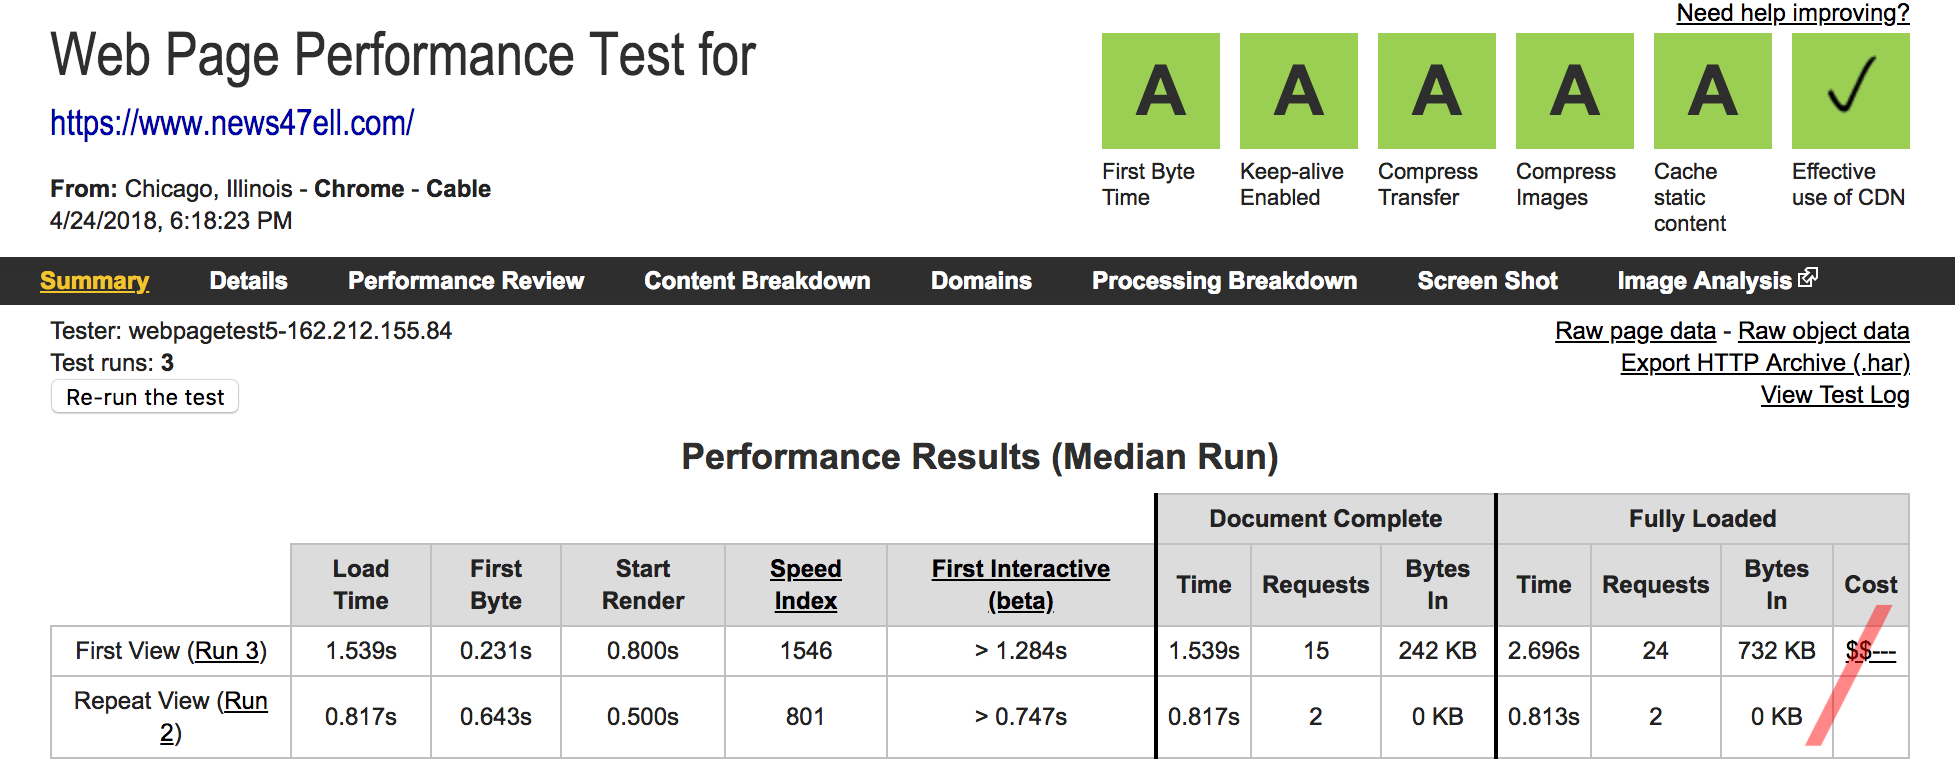 Need help improving?
Web Page Performance Test for
https://www.news47ell.com/
From: Chicago, Illinois - Chrome - Cable
4/24/2018, 6:18:23 PM
A A A A A ✓
First Byte Time
Keep-alive Enabled
Compress Transfer
Compress Images
Cache static content
Effective use of CDN
Summary Details Performance Review Content Breakdown Domains Processing Breakdown Screen Shot Image Analysis
Tester: webpagetest5-162.212.155.84
Test runs: 3
Re-run the test
Raw page data - Raw object data
Export HTTP Archive (.har)
View Test Log
Performance Results (Median Run)
Document Complete Fully Loaded
Load Time First Byte Start Render Speed Index First Interactive (beta) Time Requests Bytes In Time Requests Bytes In Cost
First View (Run 3) 1.539s 0.231s 0.800s 1546 > 1.284s 1.539s 15 242 KB 2.696s 24 732 KB $$---
Repeat View (Run 2) 0.817s 0.643s 0.500s 801 > 0.747s 0.817s 2 0 KB 0.813s 2 0 KB